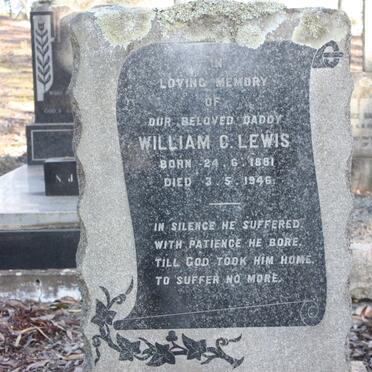 IN
LOVING MEMORY
OF
OUR BELOVED DADDY
WILLIAM C. LEWIS
BORN 24. 6. 1881
DIED 3. 5. 1946.
IN SILENCE HE SUFFERED,
WITH PATIENCE HE BORE,
TILL GOD TOOK HIM HOME,
TO SUFFER NO MORE.